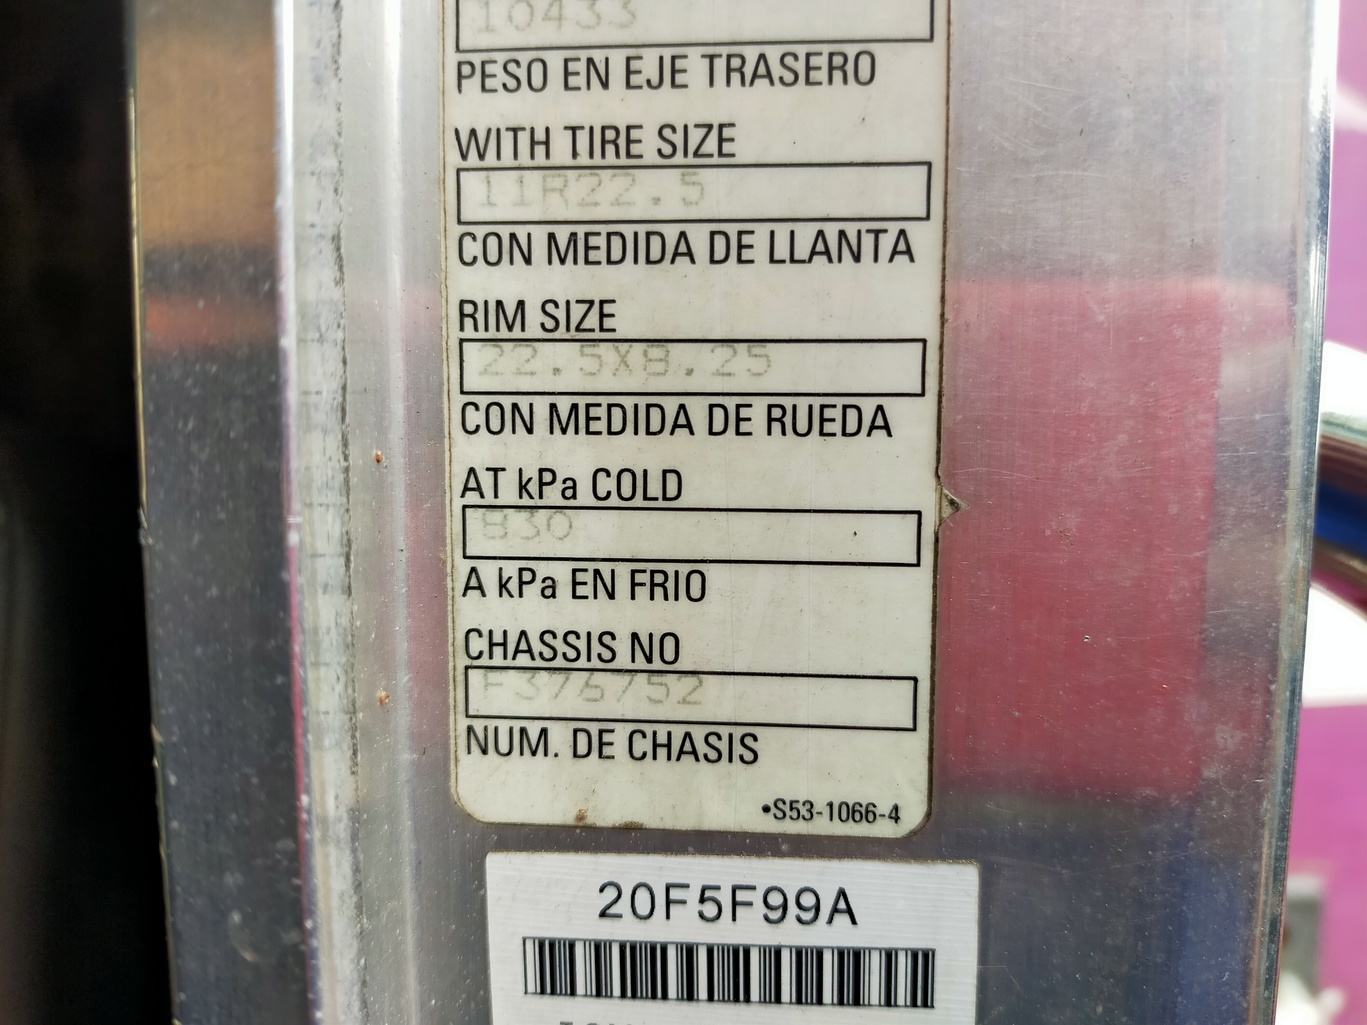 10433
PESO EN EJE TRASERO
WITH TIRE SIZE
11R22.5
CON MEDIDA DE LLANTA
RIM SIZE
22.5X8.25
CON MEDIDA DE RUEDA
AT kPa COLD
830
A kPa EN FRIO
CHASSIS NO
F376752
NUM. DE CHASIS
•S53-1066-4
20F5F99A